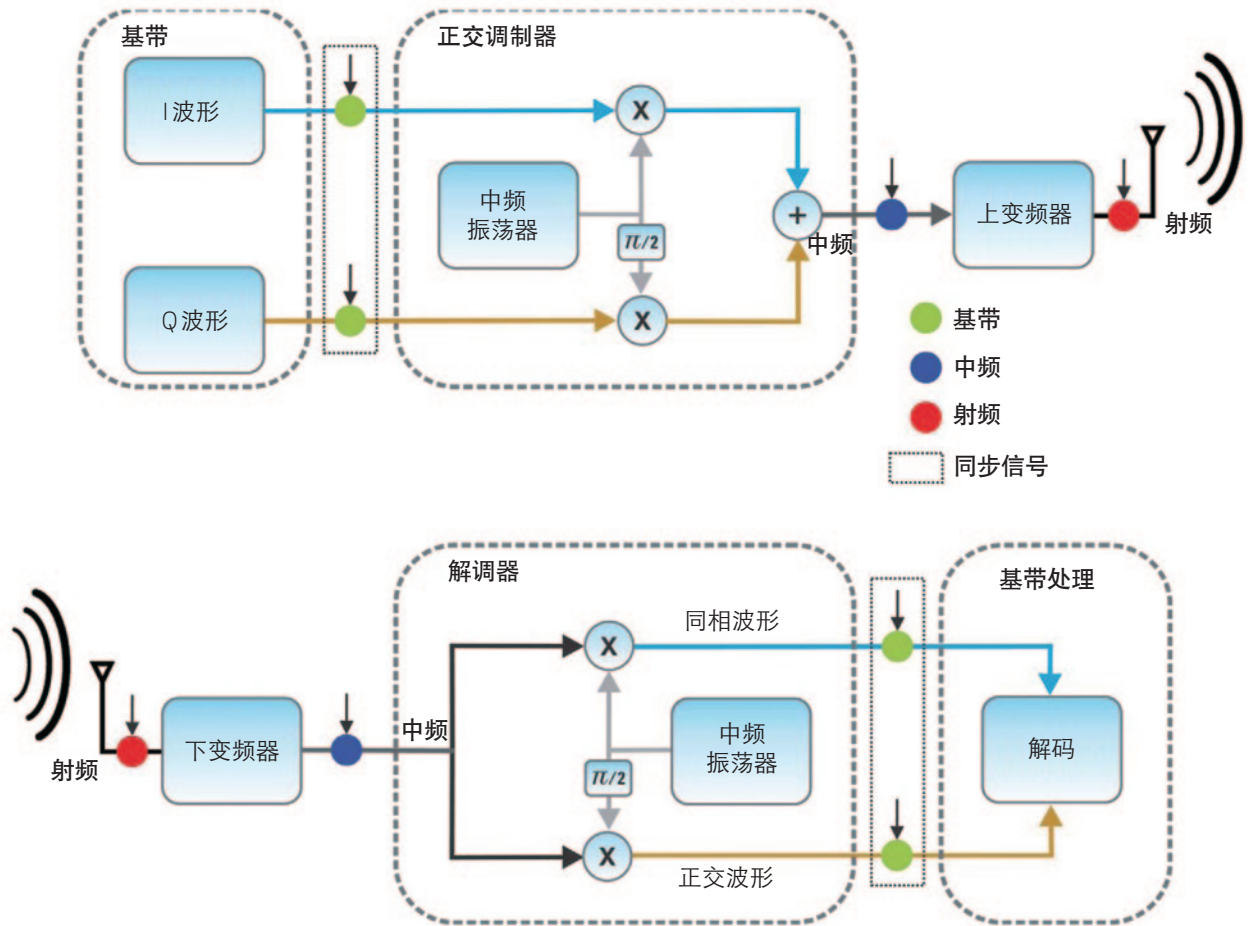 基带
正交调制器
I波形
X
中频
振荡器
π/2
+
中频
上变频器
射频
Q波形
X
基带
中频
射频
同步信号
解调器
基带处理
同相波形
X
射频
下变频器
中频
中频
振荡器
π/2
解码
X
正交波形